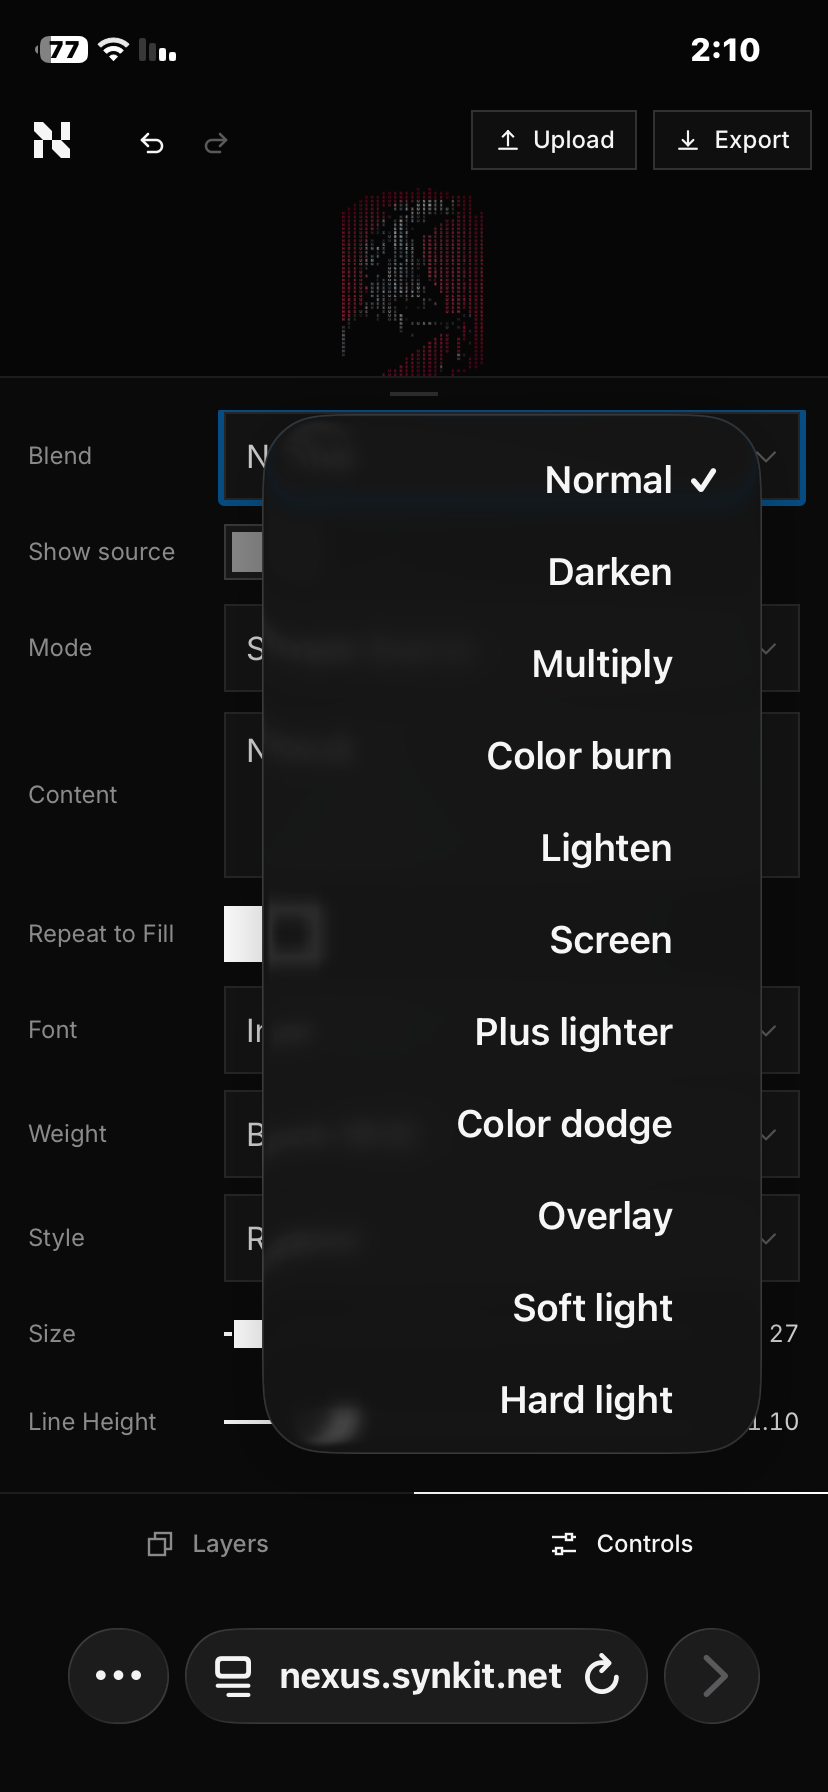 77
2:10
Upload
Export
Blend
Normal ✓
Show source
Darken
Mode
Multiply
Color burn
Content
Lighten
Repeat to Fill
Screen
Font
Plus lighter
Weight
Color dodge
Style
Overlay
Size
Soft light
27
Line Height
Hard light
1.10
Layers
Controls
nexus.synkit.net